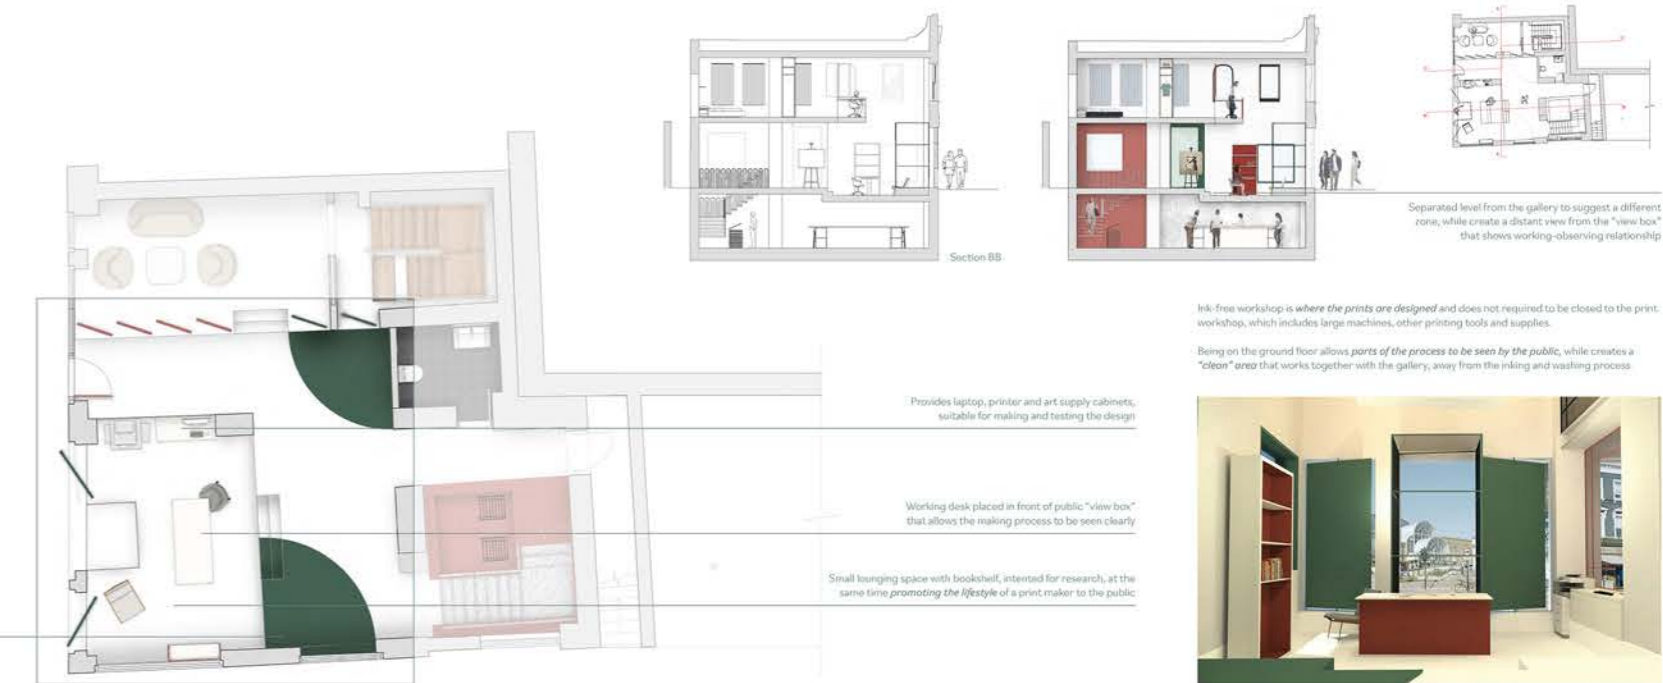 Section BB
Separated level from the gallery to suggest a different
zone, while create a distant view from the "view box"
that shows working-observing relationship
Ink-free workshop is where the prints are designed and does not required to be closed to the print
workshop, which includes large machines, other printing tools and supplies.
Being on the ground floor allows parts of the process to be seen by the public, while creates a
"clean" area that works together with the gallery, away from the inking and washing process
Provides laptop, printer and art supply cabinets,
suitable for making and testing the design
Working desk placed in front of public "view box"
that allows the making process to be seen clearly
Small lounging space with bookshelf, intented for research, at the
same time promoting the lifestyle of a print maker to the public